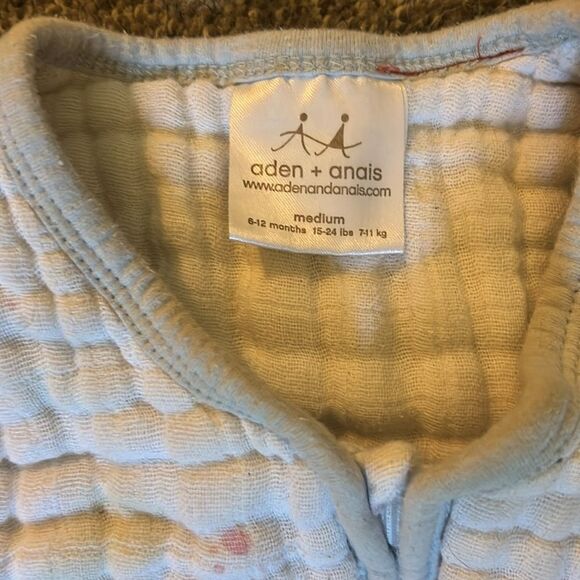 aden + anais
www.adenandanais.com
medium
6-12 months 15-24 lbs 7-11 kg